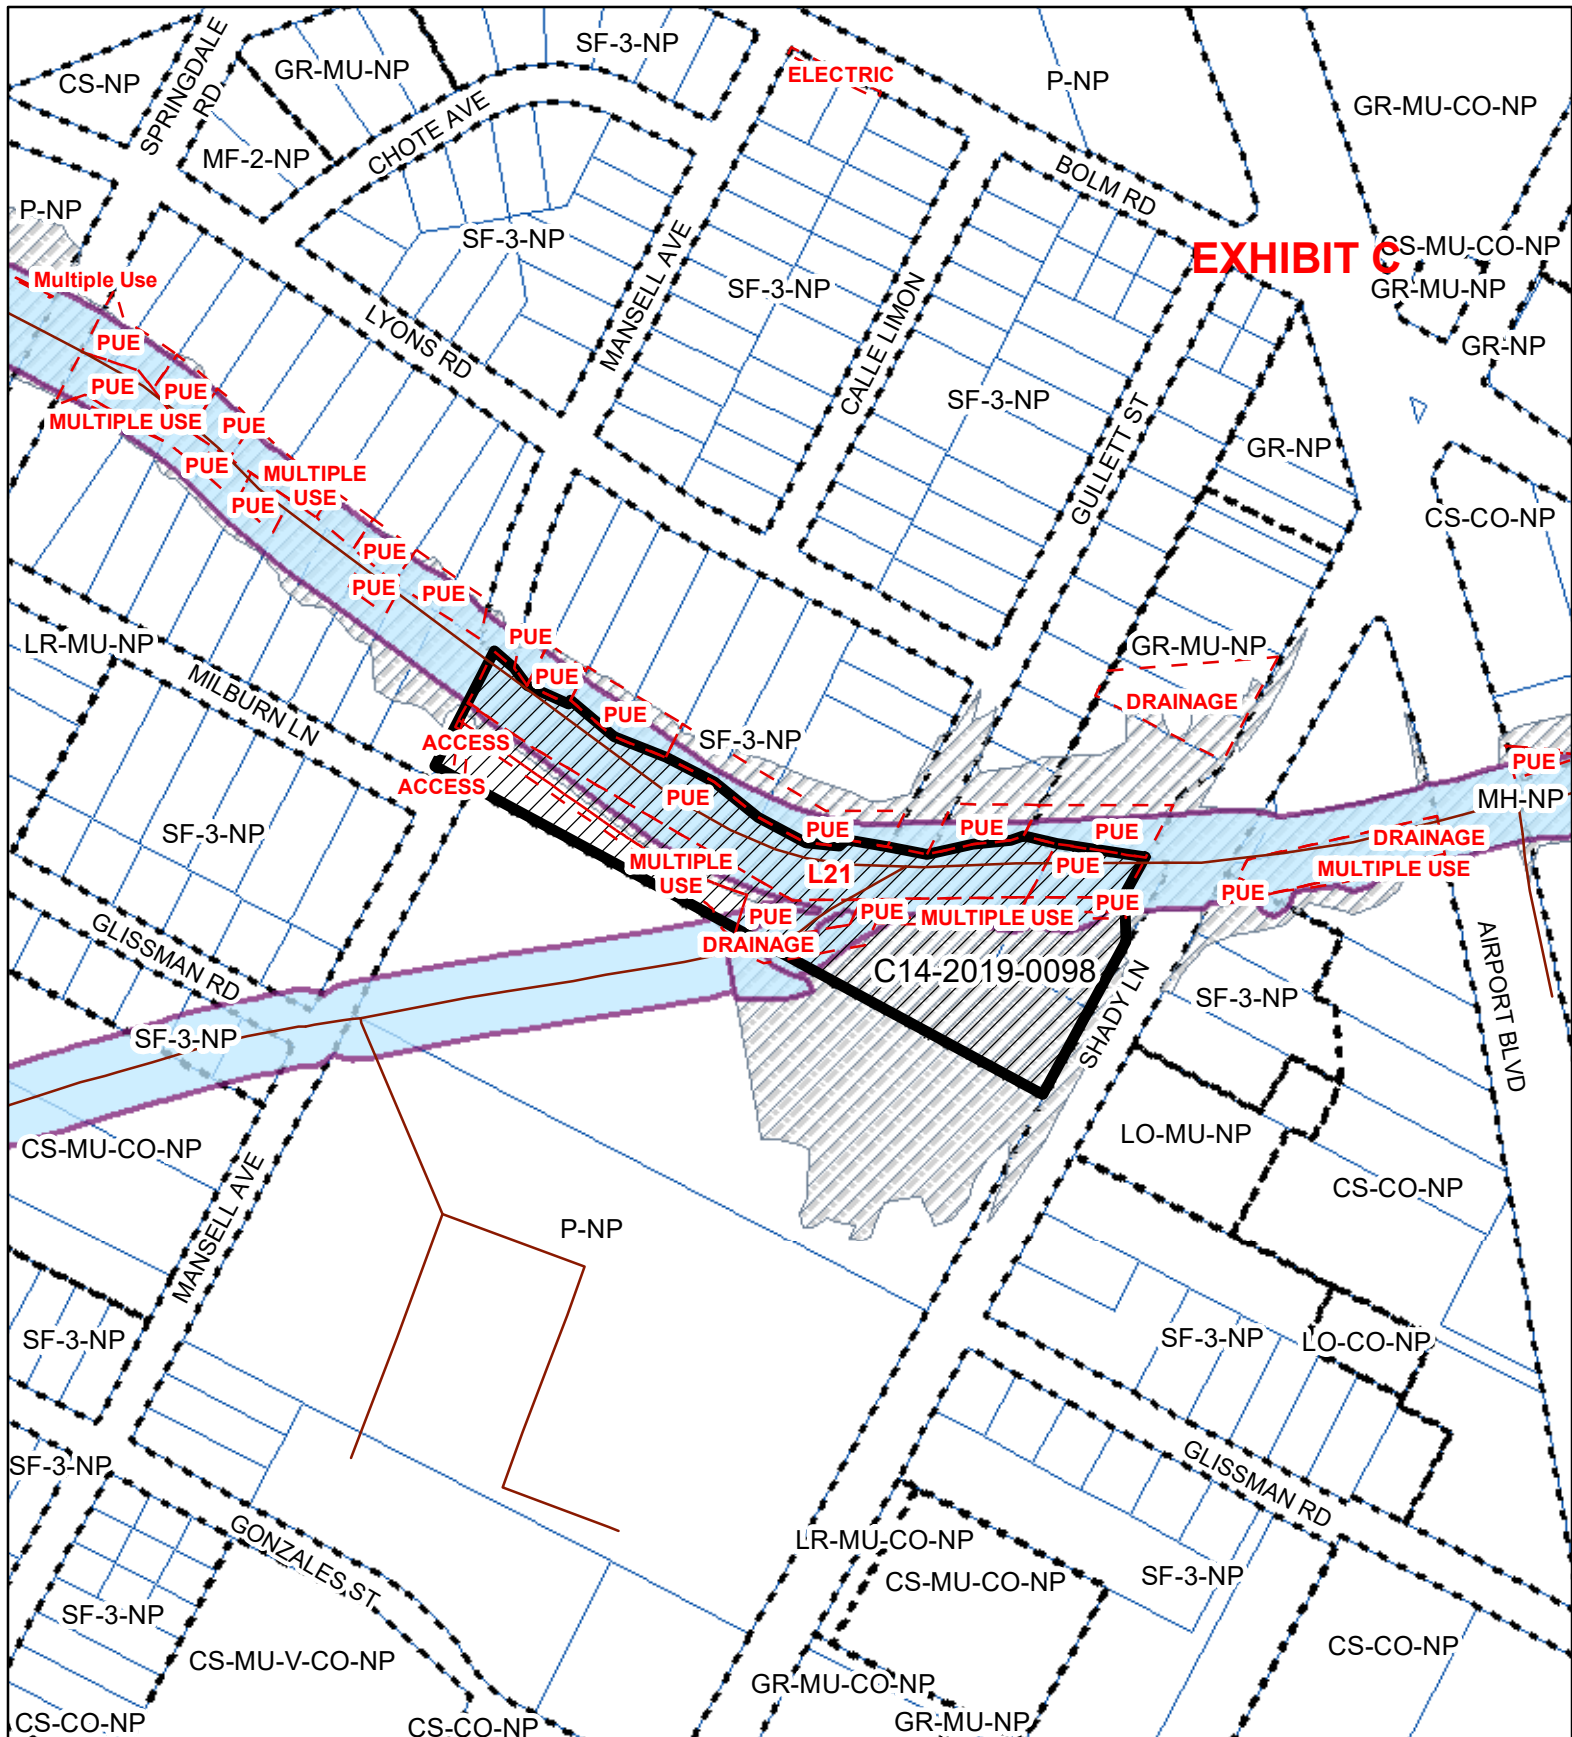 SF-3-NP
CS-NP
SPRINGDALE
RD
GR-MU-NP
ELECTRIC
P-NP
GR-MU-CO-NP
MF-2-NP
CHOTE AVE
BOLM RD
P-NP
SF-3-NP
EXHIBIT C
CS-MU-CO-NP
Multiple Use
LYONS RD
MANSELL AVE
SF-3-NP
CALLE LIMON
GR-MU-NP
PUE
GR-NP
PUE
PUE
MULTIPLE USE
PUE
SF-3-NP
GULLETT ST
GR-NP
PUE
MULTIPLE
USE
PUE
CS-CO-NP
PUE
PUE
PUE
LR-MU-NP
MILBURN LN
PUE
PUE
GR-MU-NP
DRAINAGE
PUE
ACCESS
SF-3-NP
ACCESS
PUE
PUE
MH-NP
SF-3-NP
PUE
PUE
PUE
DRAINAGE
MULTIPLE
USE
L21
PUE
MULTIPLE USE
PUE
PUE
PUE
PUE
MULTIPLE USE
GLISSMAN RD
DRAINAGE
C14-2019-0098
SHADY LN
SF-3-NP
AIRPORT BLVD
SF-3-NP
CS-MU-CO-NP
LO-MU-NP
MANSELL AVE
P-NP
CS-CO-NP
SF-3-NP
SF-3-NP
LO-CO-NP
SF-3-NP
GLISSMAN RD
GONZALES ST
LR-MU-CO-NP
CS-MU-CO-NP
SF-3-NP
SF-3-NP
CS-MU-V-CO-NP
CS-CO-NP
GR-MU-CO-NP
CS-CO-NP
CS-CO-NP
GR-MU-NP